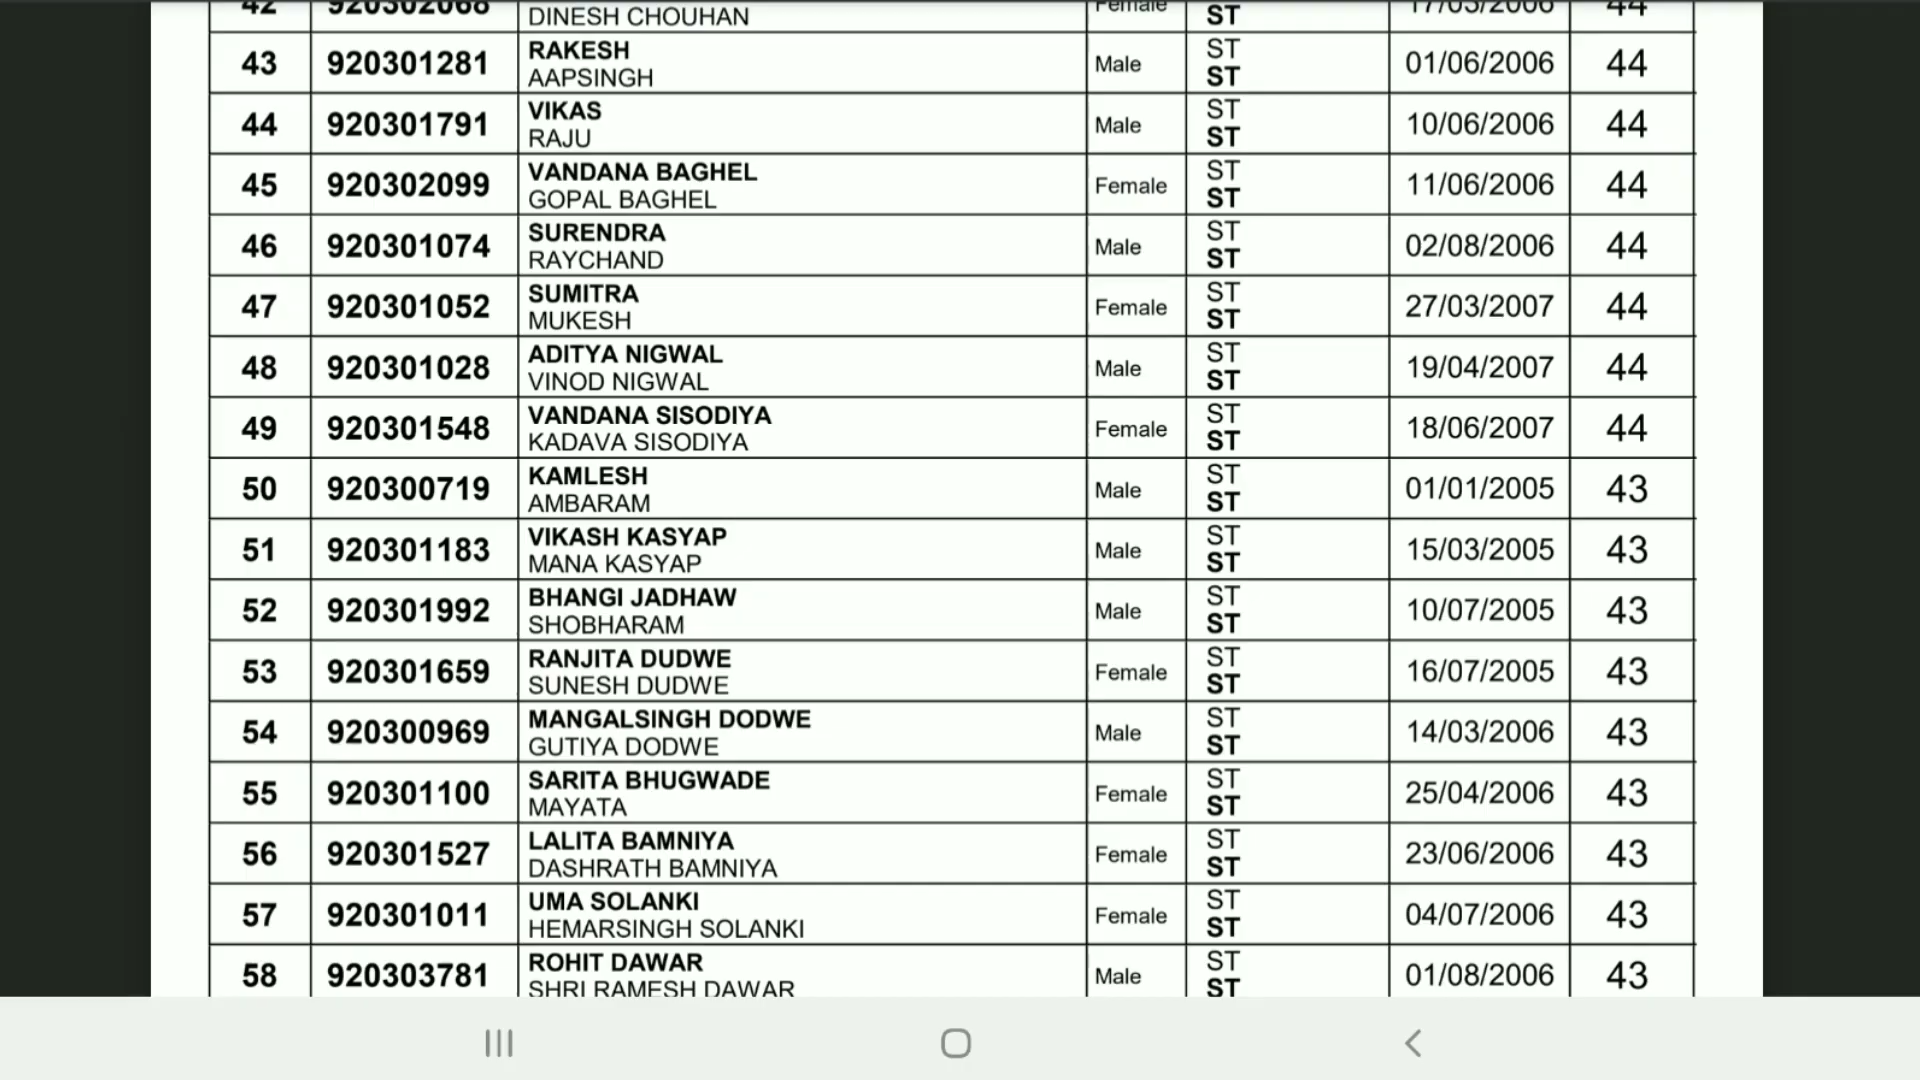 42 920302068 Female 17/03/2006 44
DINESH CHOUHAN ST
43 920301281 RAKESH Male ST 01/06/2006 44
AAPSINGH ST
44 920301791 VIKAS Male ST 10/06/2006 44
RAJU ST
45 920302099 VANDANA BAGHEL Female ST 11/06/2006 44
GOPAL BAGHEL ST
46 920301074 SURENDRA Male ST 02/08/2006 44
RAYCHAND ST
47 920301052 SUMITRA Female ST 27/03/2007 44
MUKESH ST
48 920301028 ADITYA NIGWAL Male ST 19/04/2007 44
VINOD NIGWAL ST
49 920301548 VANDANA SISODIYA Female ST 18/06/2007 44
KADAVA SISODIYA ST
50 920300719 KAMLESH Male ST 01/01/2005 43
AMBARAM ST
51 920301183 VIKASH KASYAP Male ST 15/03/2005 43
MANA KASYAP ST
52 920301992 BHANGI JADHAW Male ST 10/07/2005 43
SHOBHARAM ST
53 920301659 RANJITA DUDWE Female ST 16/07/2005 43
SUNESH DUDWE ST
54 920300969 MANGALSINGH DODWE Male ST 14/03/2006 43
GUTIYA DODWE ST
55 920301100 SARITA BHUGWADE Female ST 25/04/2006 43
MAYATA ST
56 920301527 LALITA BAMNIYA Female ST 23/06/2006 43
DASHRATH BAMNIYA ST
57 920301011 UMA SOLANKI Female ST 04/07/2006 43
HEMARSINGH SOLANKI ST
58 920303781 ROHIT DAWAR Male ST 01/08/2006 43
SHRI RAMESH DAWAR ST